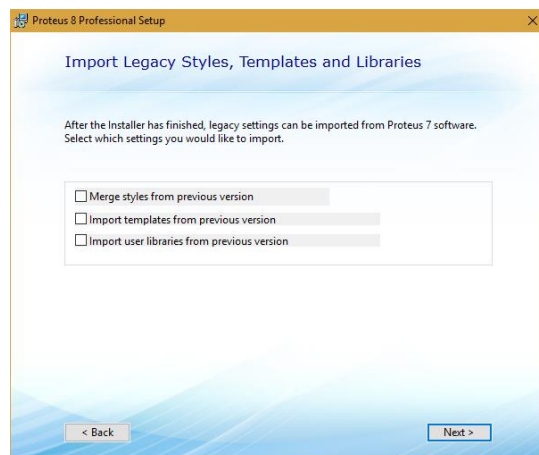 Proteus 8 Professional Setup
Import Legacy Styles, Templates and Libraries
After the Installer has finished, legacy settings can be imported from Proteus 7 software.
Select which settings you would like to import.
Merge styles from previous version
Import templates from previous version
Import user libraries from previous version
< Back
Next >